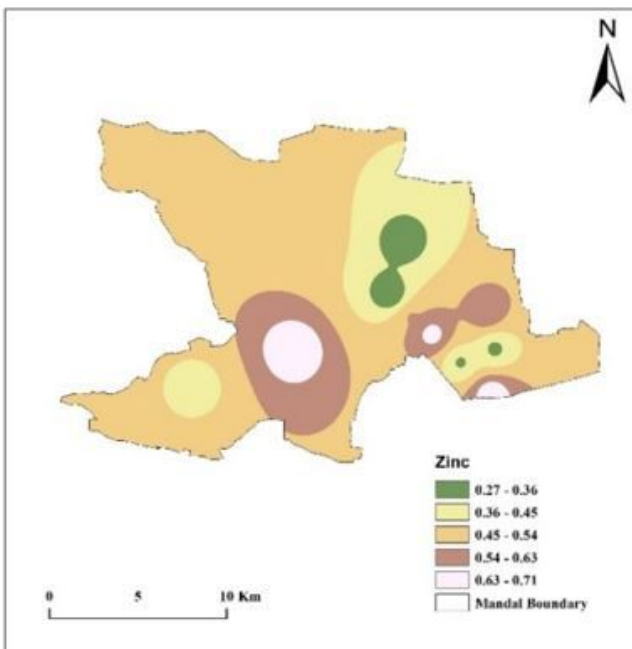 N
Zinc
0.27 - 0.36
0.36 - 0.45
0.45 - 0.54
0.54 - 0.63
0.63 - 0.71
Mandal Boundary
0 5 10 Km